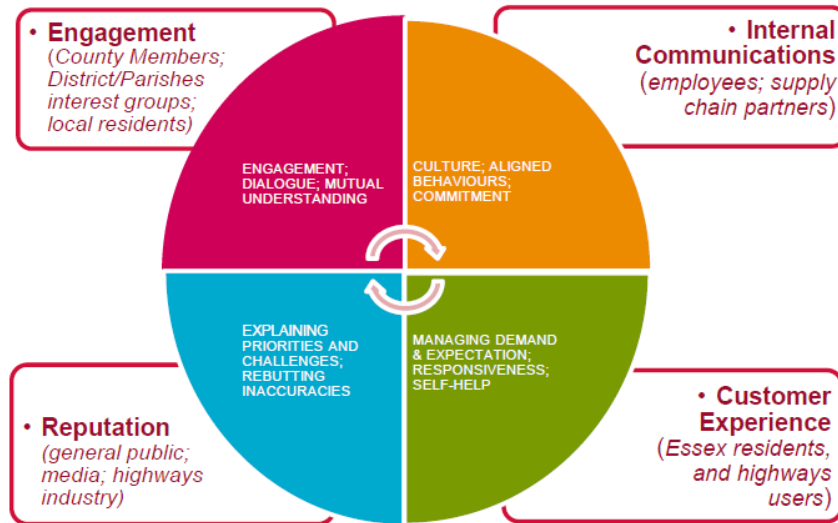 • Engagement
(County Members;
District/Parishes
interest groups;
local residents)
• Internal
Communications
(employees; supply
chain partners)
ENGAGEMENT;
DIALOGUE; MUTUAL
UNDERSTANDING
CULTURE; ALIGNED
BEHAVIOURS;
COMMITMENT
EXPLAINING
PRIORITIES AND
CHALLENGES;
REBUTTING
INACCURACIES
MANAGING DEMAND
& EXPECTATION;
RESPONSIVENESS;
SELF-HELP
• Reputation
(general public;
media; highways
industry)
• Customer
Experience
(Essex residents,
and highways
users)